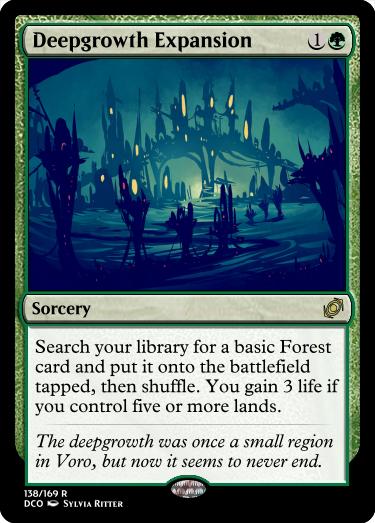 Deepgrowth Expansion 1
Sorcery
Search your library for a basic Forest
card and put it onto the battlefield
tapped, then shuffle. You gain 3 life if
you control five or more lands.
The deepgrowth was once a small region
in Voro, but now it seems to never end.
138/169 R
DCO Sylvia Ritter